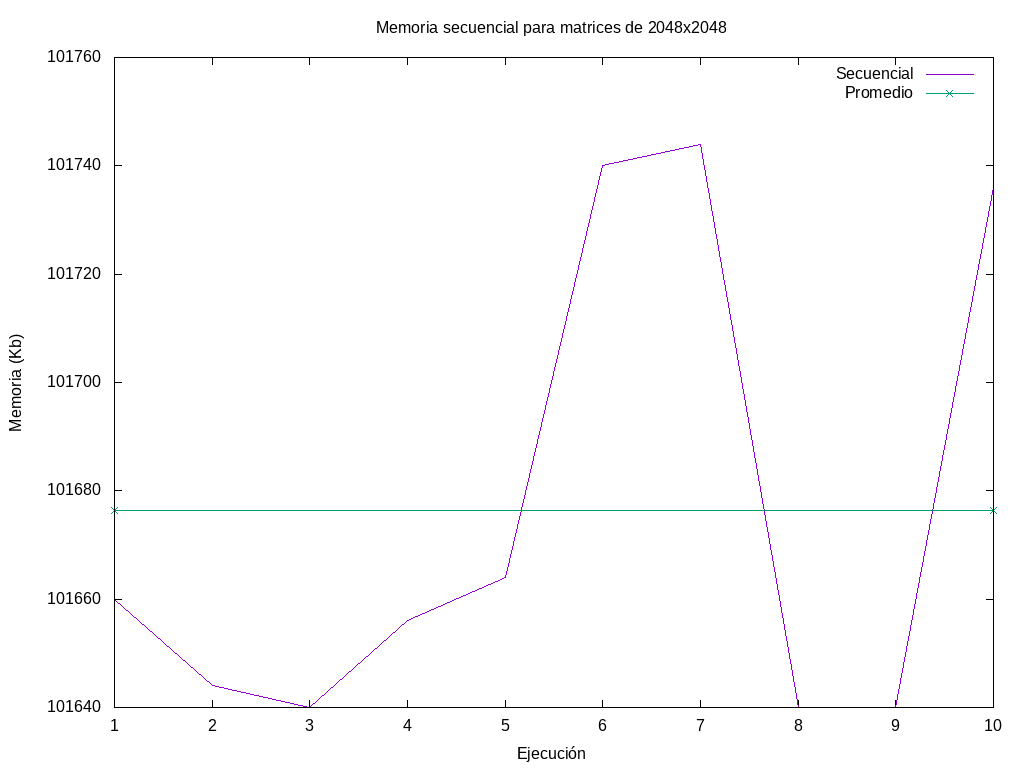 Memoria secuencial para matrices de 2048x2048
101760
101740
101720
101700
101680
101660
101640
Memoria (Kb)
Secuencial
Promedio
1 2 3 4 5 6 7 8 9 10
Ejecución